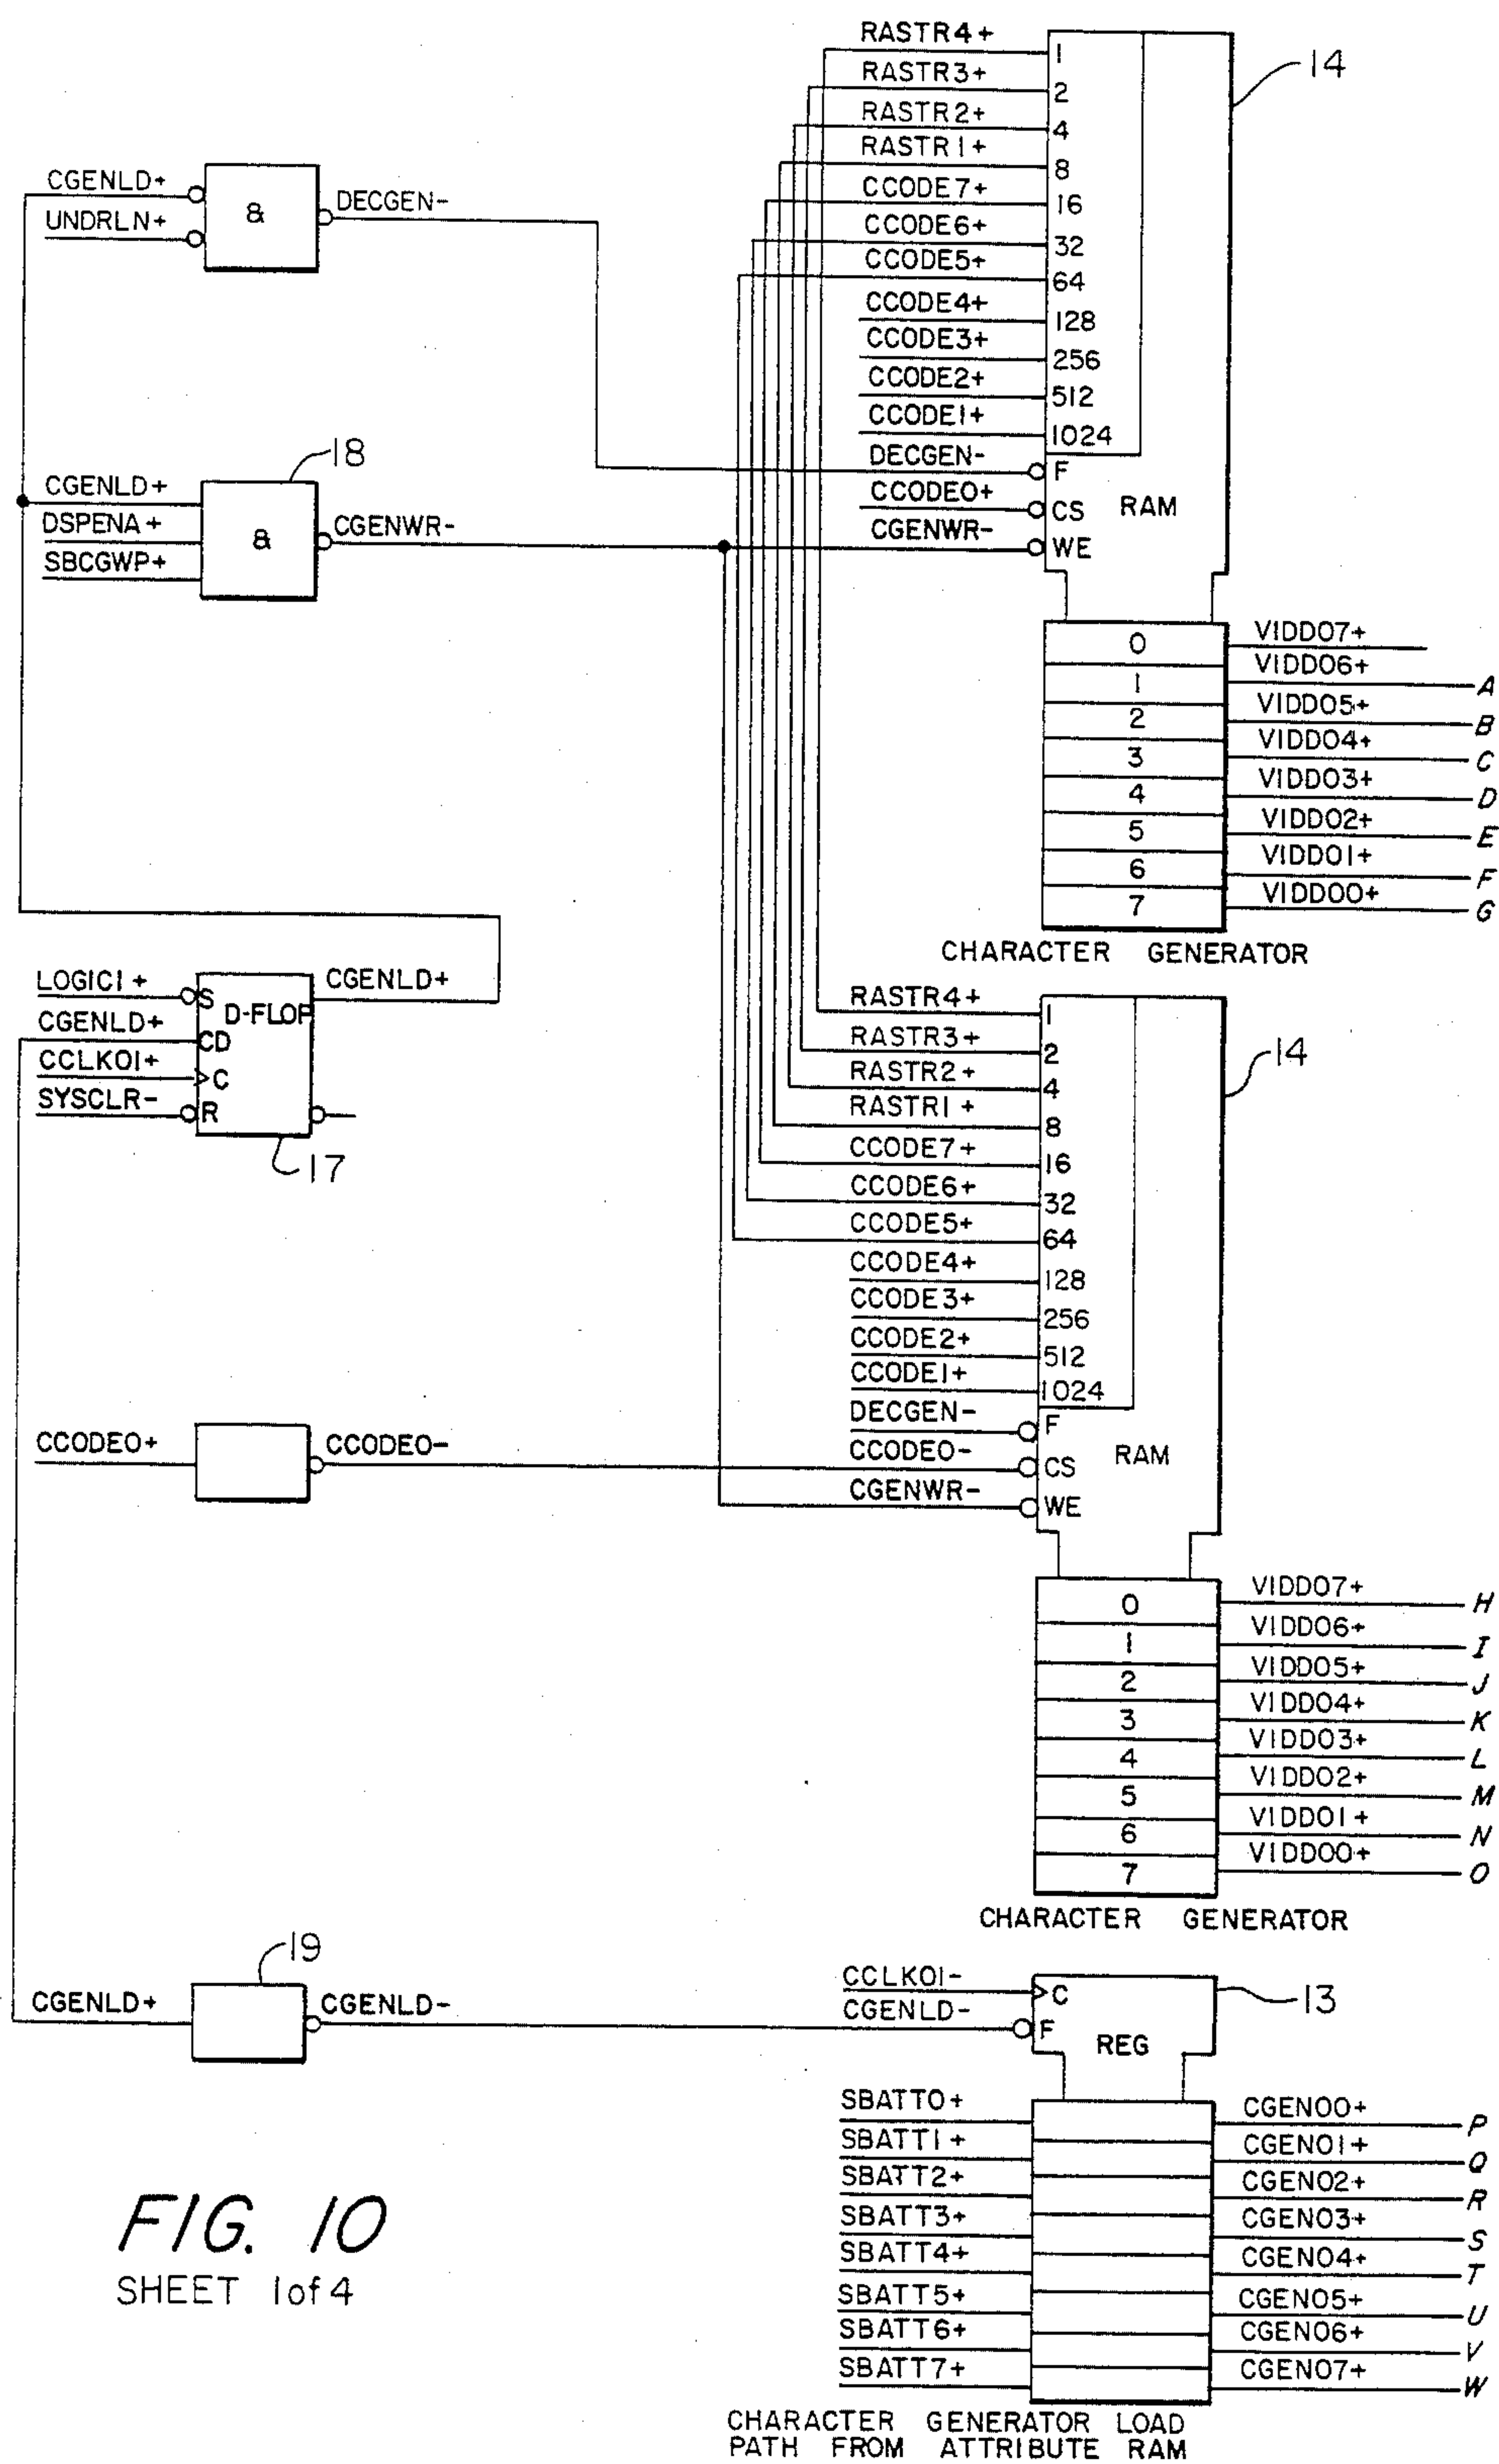 RASTR4+
1
RASTR3+
2
14
RASTR2+
4
RASTR1+
8
CCODE7+
16
CCODE6+
32
CCODE5+
64
CCODE4+
128
CCODE3+
256
CCODE2+
512
CCODE1+
1024
DECGEN-
F
CCODE0+
CS
RAM
CGENWR-
WE
CGENLD+
UNDRLN+
&
DECGEN-
18
CGENLD+
DSPENA+
SBCGWP+
&
CGENWR-
0 VIDD07+
1 VIDD06+ A
2 VIDD05+ B
3 VIDD04+ C
4 VIDD03+ D
5 VIDD02+ E
6 VIDD01+ F
7 VIDD00+ G
CHARACTER GENERATOR
LOGIC1+
S
D-FLOP
CGENLD+
CGENLD+
CD
CCLK01+
C
SYSCLR-
R
17
RASTR4+
1
RASTR3+
2
14
RASTR2+
4
RASTR1+
8
CCODE7+
16
CCODE6+
32
CCODE5+
64
CCODE4+
128
CCODE3+
256
CCODE2+
512
CCODE1+
1024
DECGEN-
F
CCODE0+
CCODE0-
CCODE0-
CS
RAM
CGENWR-
WE
0 VIDD07+ H
1 VIDD06+ I
2 VIDD05+ J
3 VIDD04+ K
4 VIDD03+ L
5 VIDD02+ M
6 VIDD01+ N
7 VIDD00+ O
CHARACTER GENERATOR
19
CGENLD+
CGENLD-
CCLK01-
C
13
CGENLD-
F
REG
SBATT0+ CGEN00+ P
SBATT1+ CGEN01+ Q
SBATT2+ CGEN02+ R
SBATT3+ CGEN03+ S
SBATT4+ CGEN04+ T
SBATT5+ CGEN05+ U
SBATT6+ CGEN06+ V
SBATT7+ CGEN07+ W
CHARACTER GENERATOR LOAD
PATH FROM ATTRIBUTE RAM
FIG. 10
SHEET 1 of 4